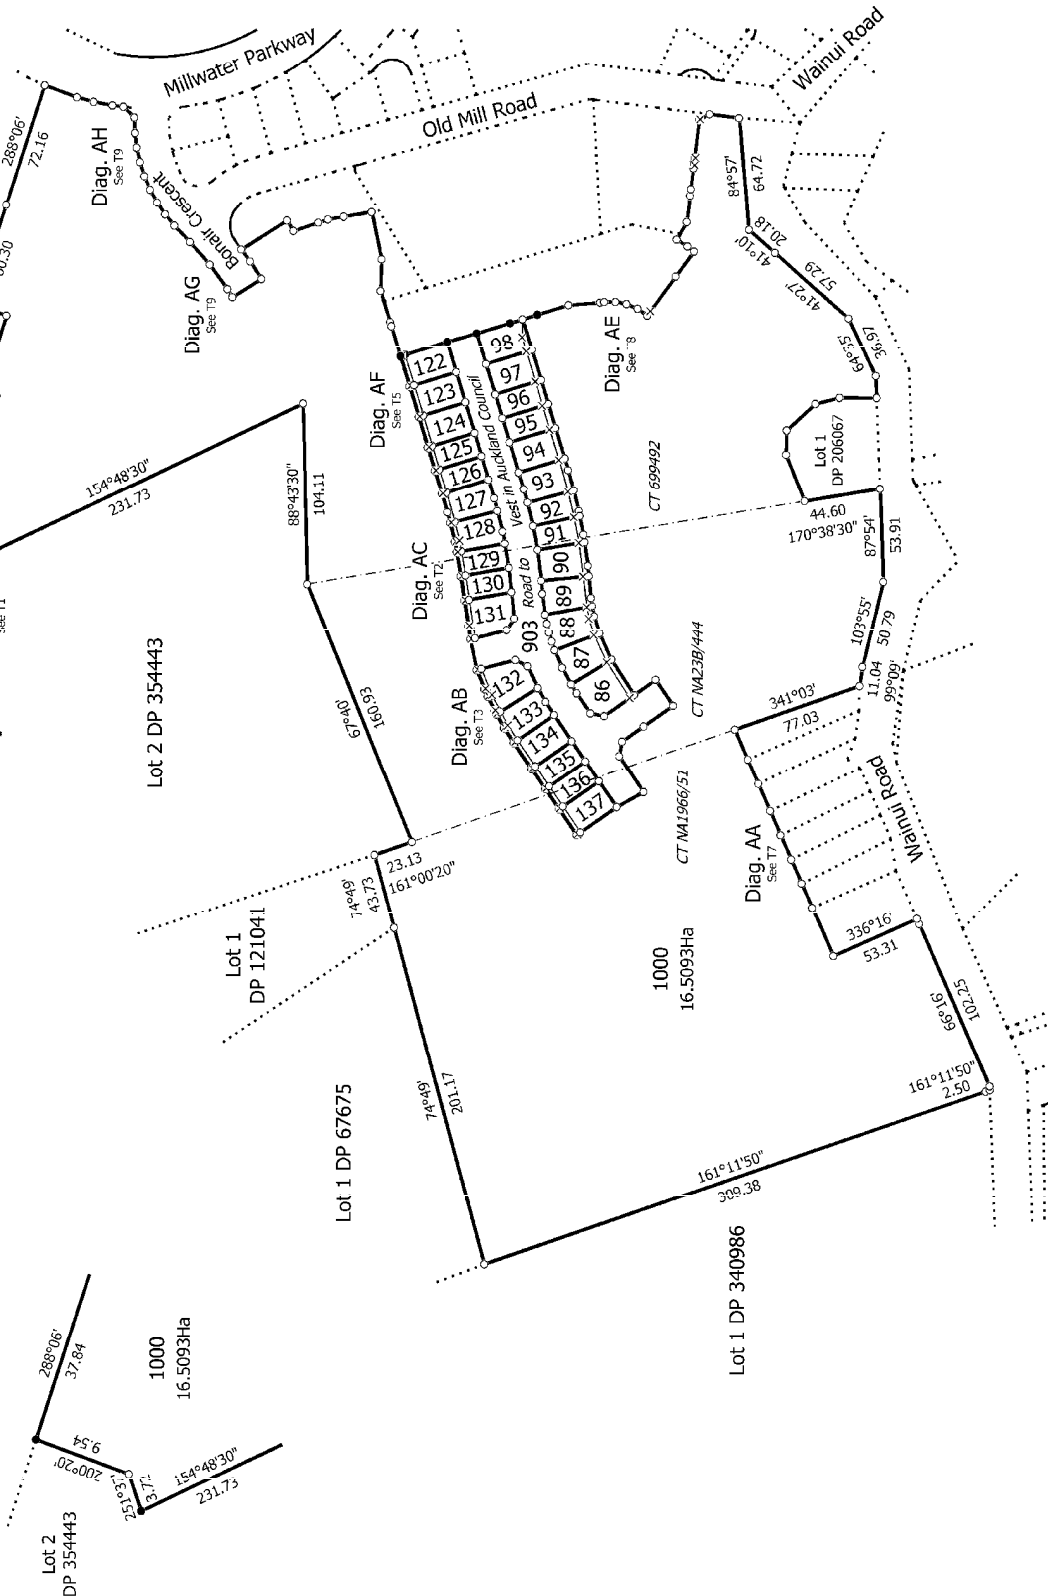 288°06'
72.16
Diag. AH
See T9
Millwater Parkway
Wainui Road
Old Mill Road
Bonair Crescent
Diag. AG
See T9
84°57'
64.72
20.18
41°10'
57.29
41°27'
36.97
Diag. AE
Diag. AF
See T5
122
123
124
125
126
127
128
129
130
131
98
97
96
95
94
93
92
91
90
89
88
87
86
Road to
Vest in Auckland Council
903
132
133
134
135
136
137
154°48'30"
231.73
88°43'30"
104.11
Diag. AC
See T2
CT 699492
Lot 1
DP 206067
44.60
170°38'30"
87°54'
53.91
103°55'
50.79
11.04
99°09'
Lot 2 DP 354443
67°40'
160.93
Diag. AB
See T3
CT NA23B/444
341°03'
77.03
CT NA1966/51
Diag. AA
See T7
Wainui Road
74°49'
43.73
23.13
161°00'20"
Lot 1
DP 121041
1000
16.5093Ha
336°16'
53.31
66°16'
102.25
161°11'50"
2.50
Lot 1 DP 67675
74°49'
201.17
161°11'50"
309.38
Lot 1 DP 340986
288°06'
37.84
1000
16.5093Ha
200°20'
9.54
154°48'30"
231.73
Lot 2
DP 354443